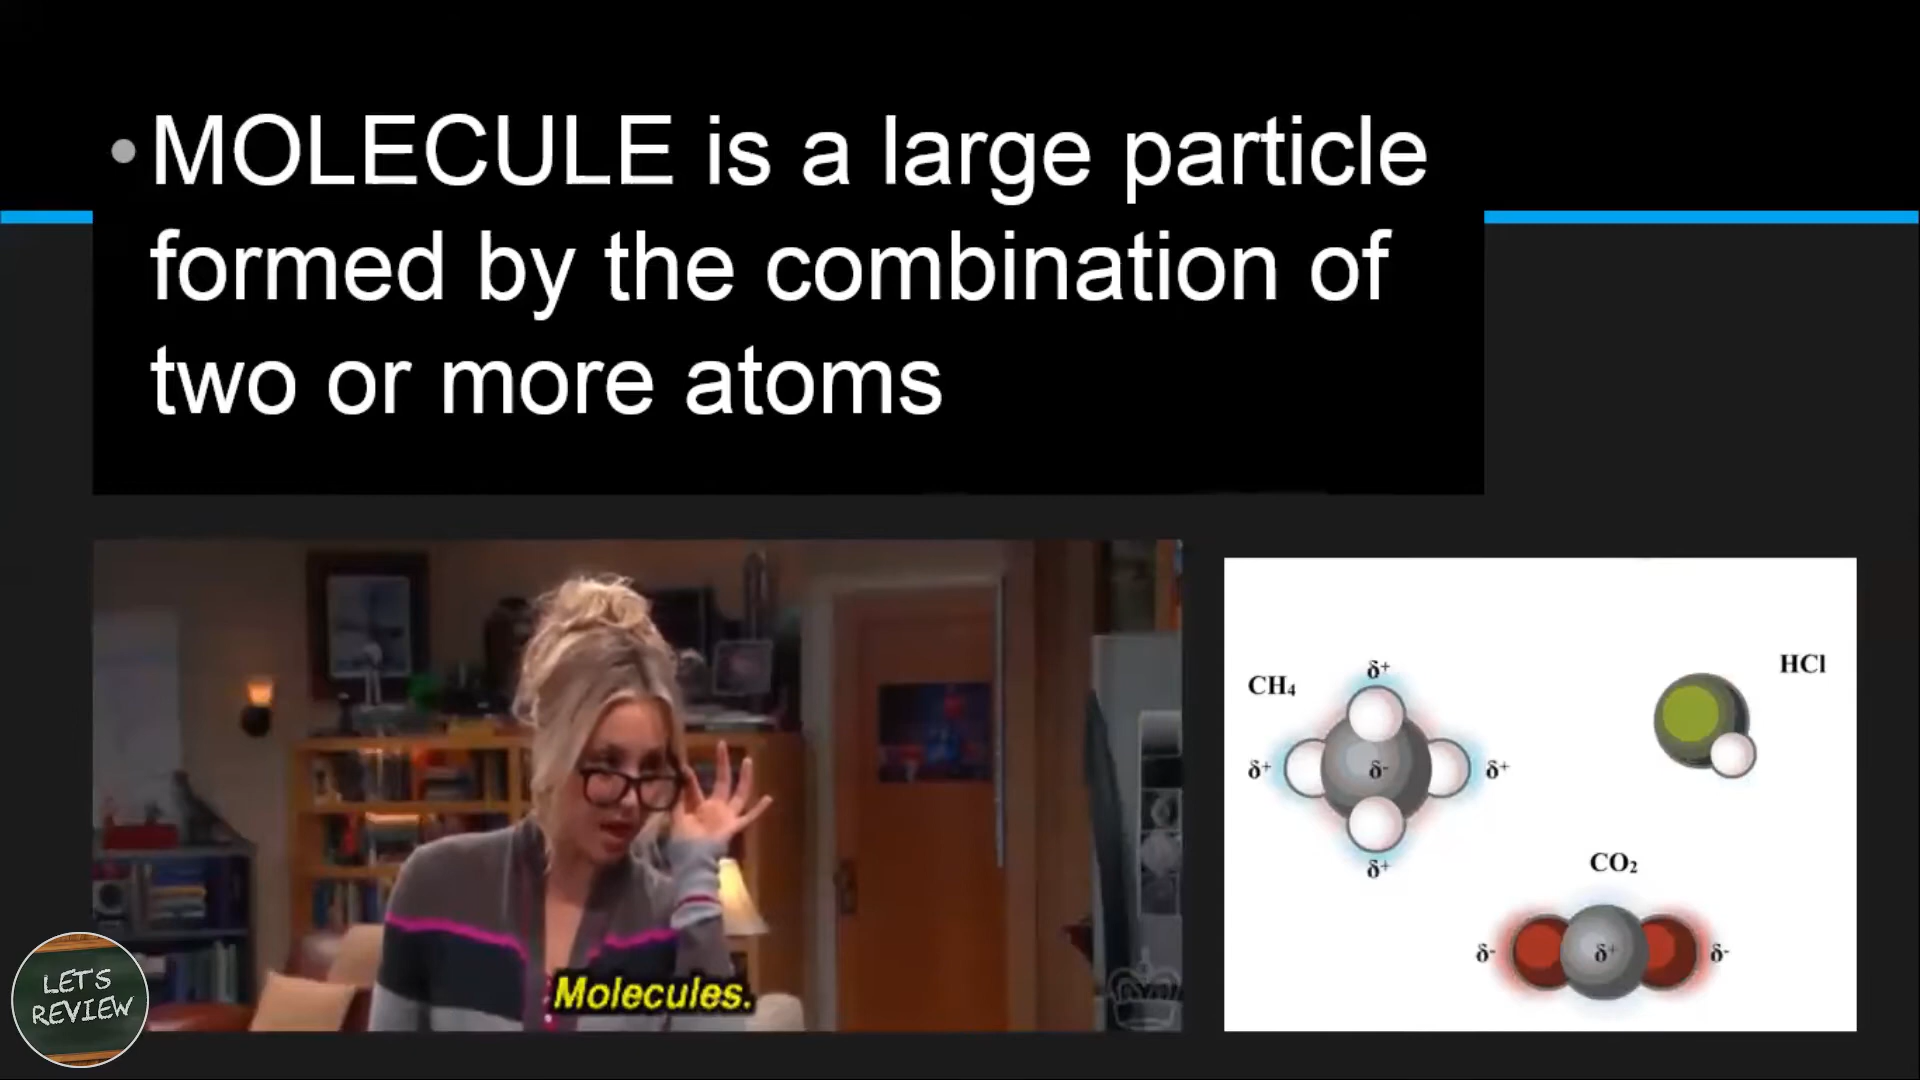 • MOLECULE is a large particle
formed by the combination of
two or more atoms
Molecules.
CH₄
δ⁺
δ⁺
δ⁻
δ⁺
δ⁺
HCl
CO₂
δ⁻
δ⁺
δ⁻
LET'S
REVIEW